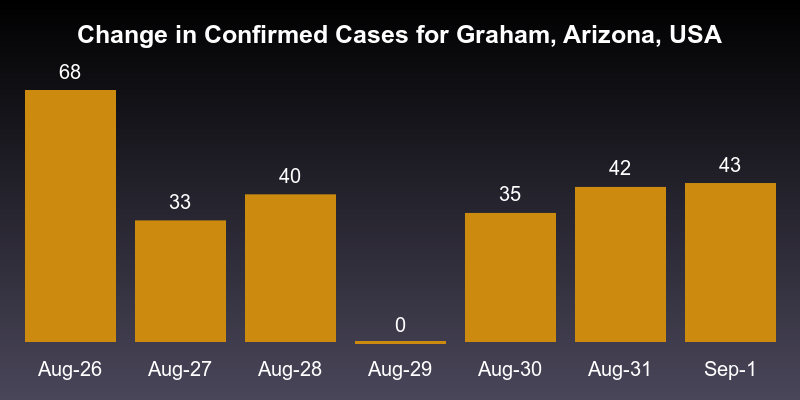 Change in Confirmed Cases for Graham, Arizona, USA
68
33
40
0
35
42
43
Aug-26
Aug-27
Aug-28
Aug-29
Aug-30
Aug-31
Sep-1